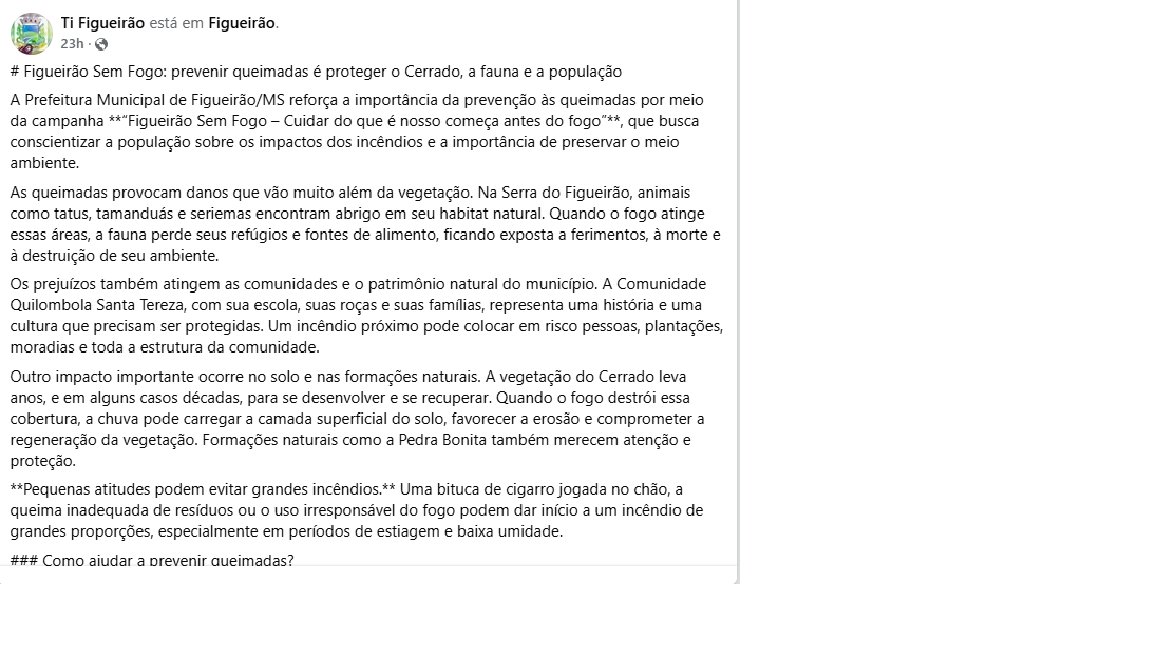 Ti Figueirão está em Figueirão.
23h ·
# Figueirão Sem Fogo: prevenir queimadas é proteger o Cerrado, a fauna e a população
A Prefeitura Municipal de Figueirão/MS reforça a importância da prevenção às queimadas por meio
da campanha **"Figueirão Sem Fogo – Cuidar do que é nosso começa antes do fogo"**, que busca
conscientizar a população sobre os impactos dos incêndios e a importância de preservar o meio
ambiente.
As queimadas provocam danos que vão muito além da vegetação. Na Serra do Figueirão, animais
como tatus, tamanduás e seriemas encontram abrigo em seu habitat natural. Quando o fogo atinge
essas áreas, a fauna perde seus refúgios e fontes de alimento, ficando exposta a ferimentos, à morte e
à destruição de seu ambiente.
Os prejuízos também atingem as comunidades e o patrimônio natural do município. A Comunidade
Quilombola Santa Tereza, com sua escola, suas roças e suas famílias, representa uma história e uma
cultura que precisam ser protegidas. Um incêndio próximo pode colocar em risco pessoas, plantações,
moradias e toda a estrutura da comunidade.
Outro impacto importante ocorre no solo e nas formações naturais. A vegetação do Cerrado leva
anos, e em alguns casos décadas, para se desenvolver e se recuperar. Quando o fogo destrói essa
cobertura, a chuva pode carregar a camada superficial do solo, favorecer a erosão e comprometer a
regeneração da vegetação. Formações naturais como a Pedra Bonita também merecem atenção e
proteção.
**Pequenas atitudes podem evitar grandes incêndios.** Uma bituca de cigarro jogada no chão, a
queima inadequada de resíduos ou o uso irresponsável do fogo podem dar início a um incêndio de
grandes proporções, especialmente em períodos de estiagem e baixa umidade.
### Como ajudar a prevenir queimadas?